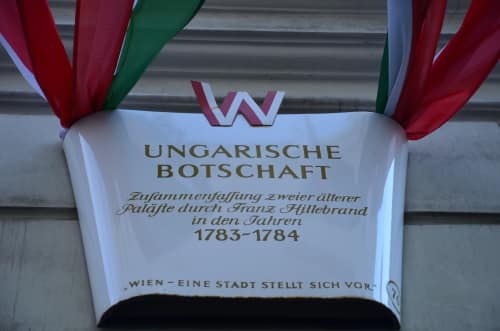 W
UNGARISCHE
BOTSCHAFT
Zusammenfassung zweier älterer
Paläste durch Franz Hillebrand
in den Jahren
1783-1784
„WIEN – EINE STADT STELLT SICH VOR"